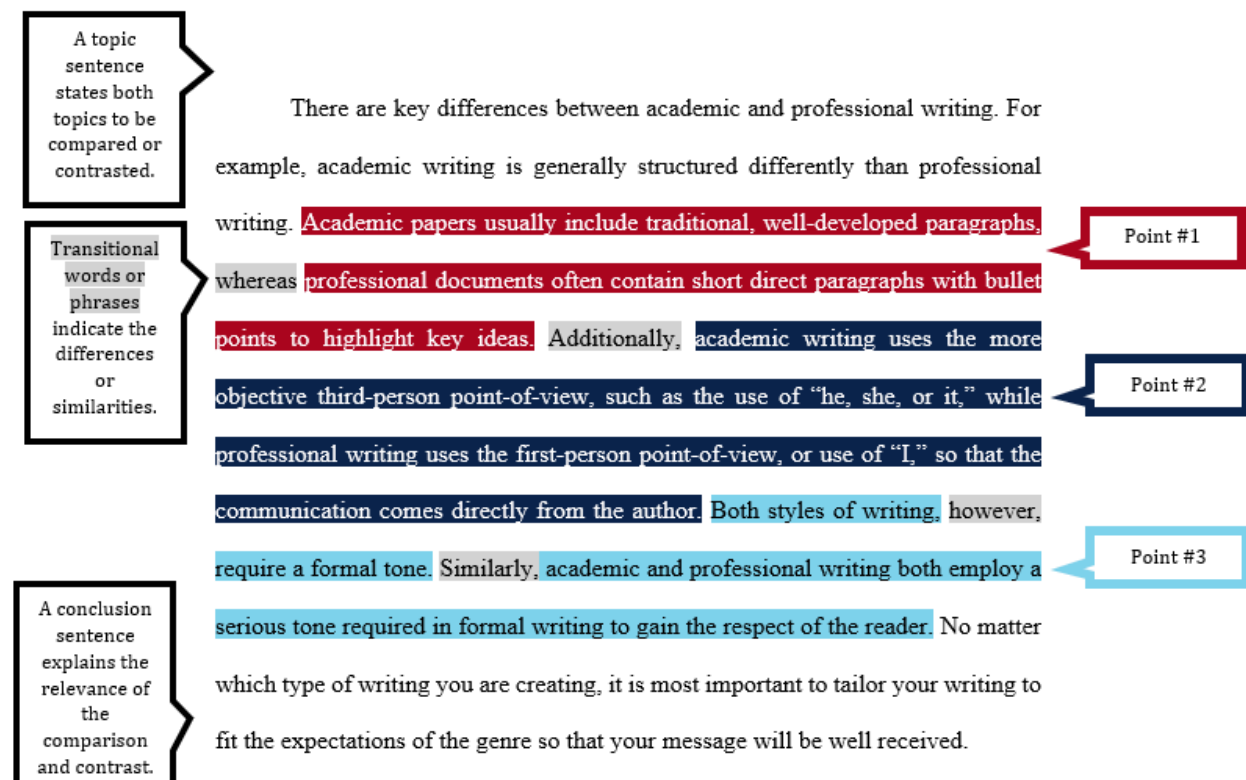 A topic
sentence
states both
topics to be
compared or
contrasted.
There are key differences between academic and professional writing. For
example, academic writing is generally structured differently than professional
writing. Academic papers usually include traditional, well-developed paragraphs,
Point #1
Transitional
words or
phrases
indicate the
differences
or
similarities.
whereas professional documents often contain short direct paragraphs with bullet
points to highlight key ideas. Additionally, academic writing uses the more
Point #2
objective third-person point-of-view, such as the use of “he, she, or it,” while
professional writing uses the first-person point-of-view, or use of “I,” so that the
communication comes directly from the author. Both styles of writing, however,
Point #3
require a formal tone. Similarly, academic and professional writing both employ a
serious tone required in formal writing to gain the respect of the reader. No matter
A conclusion
sentence
explains the
relevance of
the
comparison
and contrast.
which type of writing you are creating, it is most important to tailor your writing to
fit the expectations of the genre so that your message will be well received.